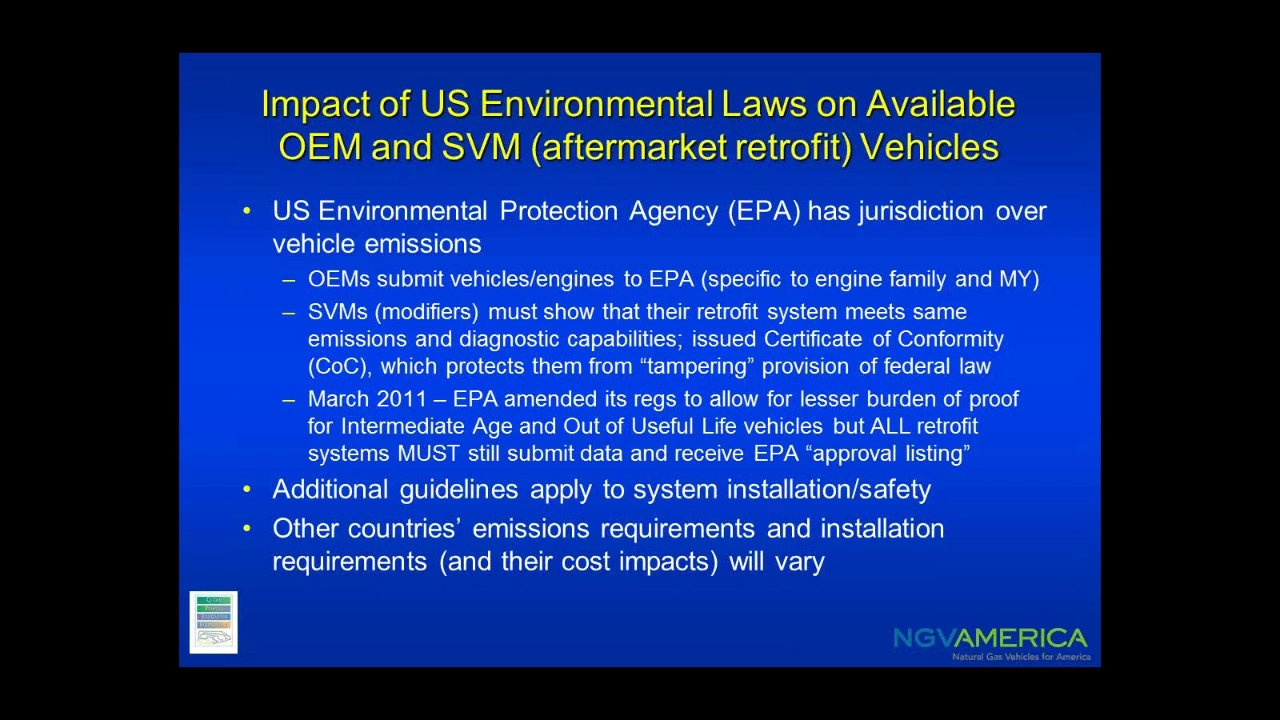 Impact of US Environmental Laws on Available
OEM and SVM (aftermarket retrofit) Vehicles
• US Environmental Protection Agency (EPA) has jurisdiction over
vehicle emissions
– OEMs submit vehicles/engines to EPA (specific to engine family and MY)
– SVMs (modifiers) must show that their retrofit system meets same
emissions and diagnostic capabilities; issued Certificate of Conformity
(CoC), which protects them from “tampering” provision of federal law
– March 2011 – EPA amended its regs to allow for lesser burden of proof
for Intermediate Age and Out of Useful Life vehicles but ALL retrofit
systems MUST still submit data and receive EPA “approval listing”
• Additional guidelines apply to system installation/safety
• Other countries’ emissions requirements and installation
requirements (and their cost impacts) will vary
NGVAMERICA
Natural Gas Vehicles for America